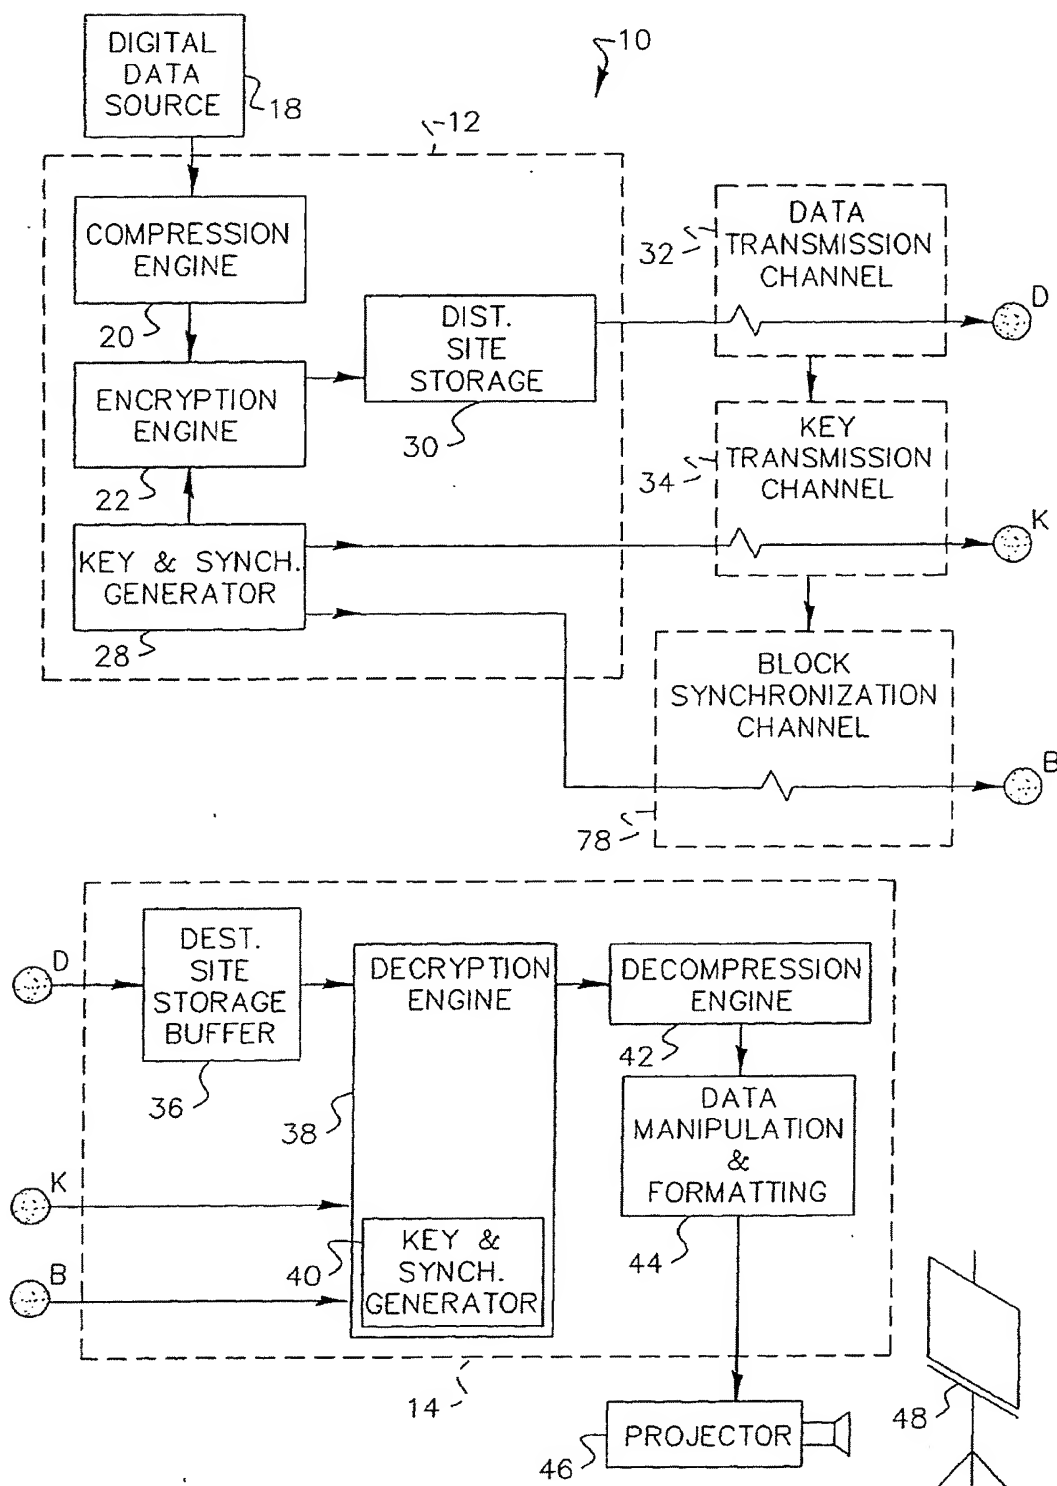 DIGITAL
DATA
SOURCE
18
10
12
COMPRESSION
ENGINE
20
ENCRYPTION
ENGINE
22
KEY & SYNCH.
GENERATOR
28
DIST.
SITE
STORAGE
30
DATA
TRANSMISSION
CHANNEL
32
D
KEY
TRANSMISSION
CHANNEL
34
K
BLOCK
SYNCHRONIZATION
CHANNEL
78
B
D
DEST.
SITE
STORAGE
BUFFER
36
DECRYPTION
ENGINE
38
K
B
KEY &
SYNCH.
GENERATOR
40
DECOMPRESSION
ENGINE
42
DATA
MANIPULATION
&
FORMATTING
44
14
PROJECTOR
46
48